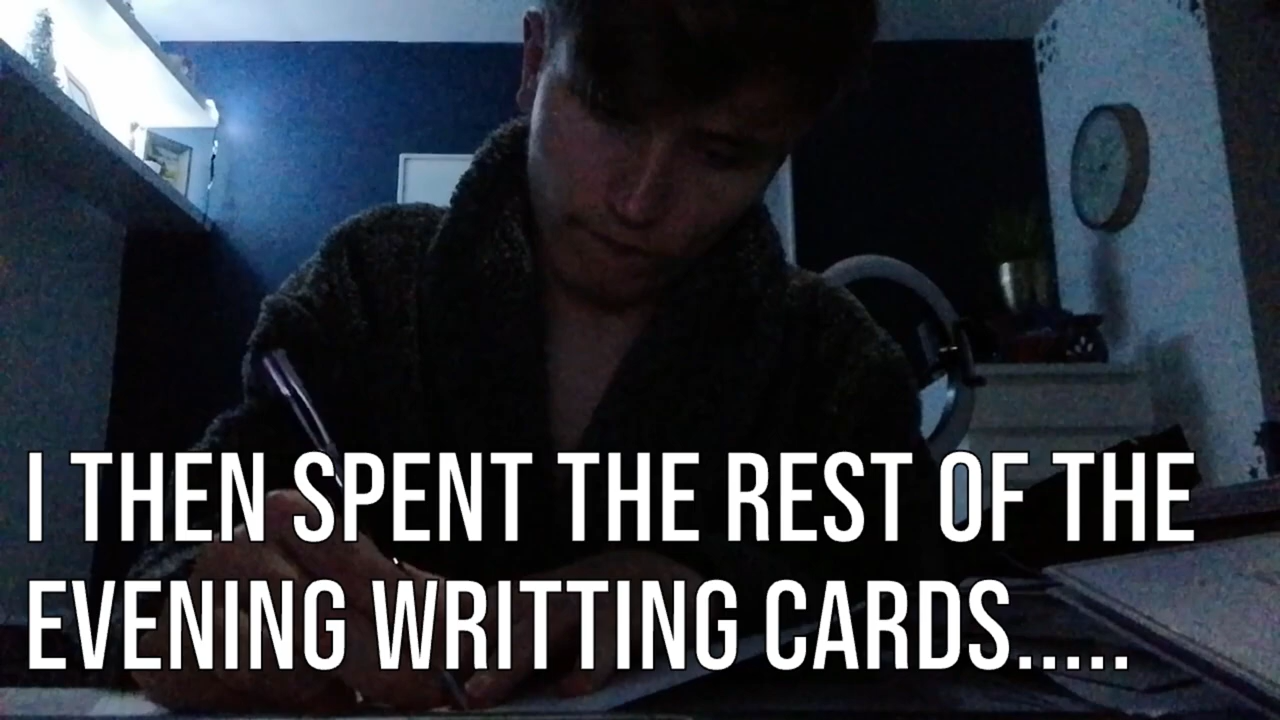 I THEN SPENT THE REST OF THE
EVENING WRITTING CARDS.....